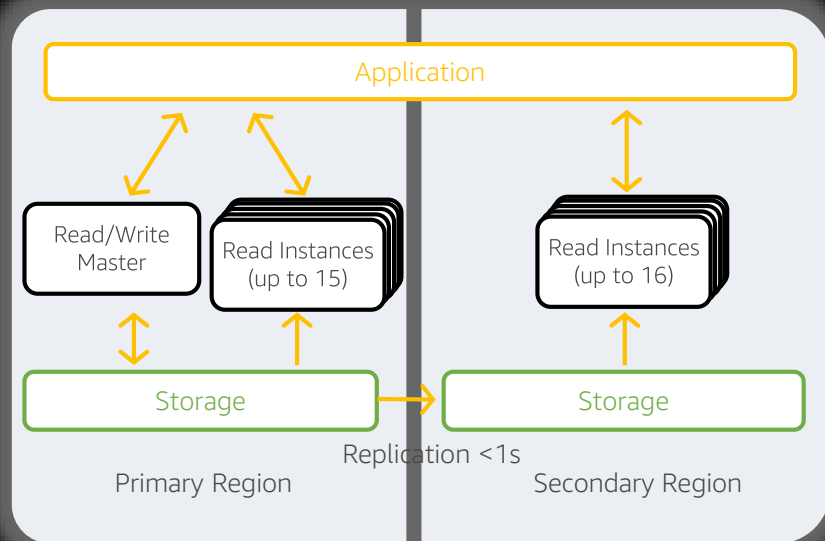 Application
Read/Write
Master
Read Instances
(up to 15)
Read Instances
(up to 16)
Storage
Storage
Replication <1s
Primary Region
Secondary Region